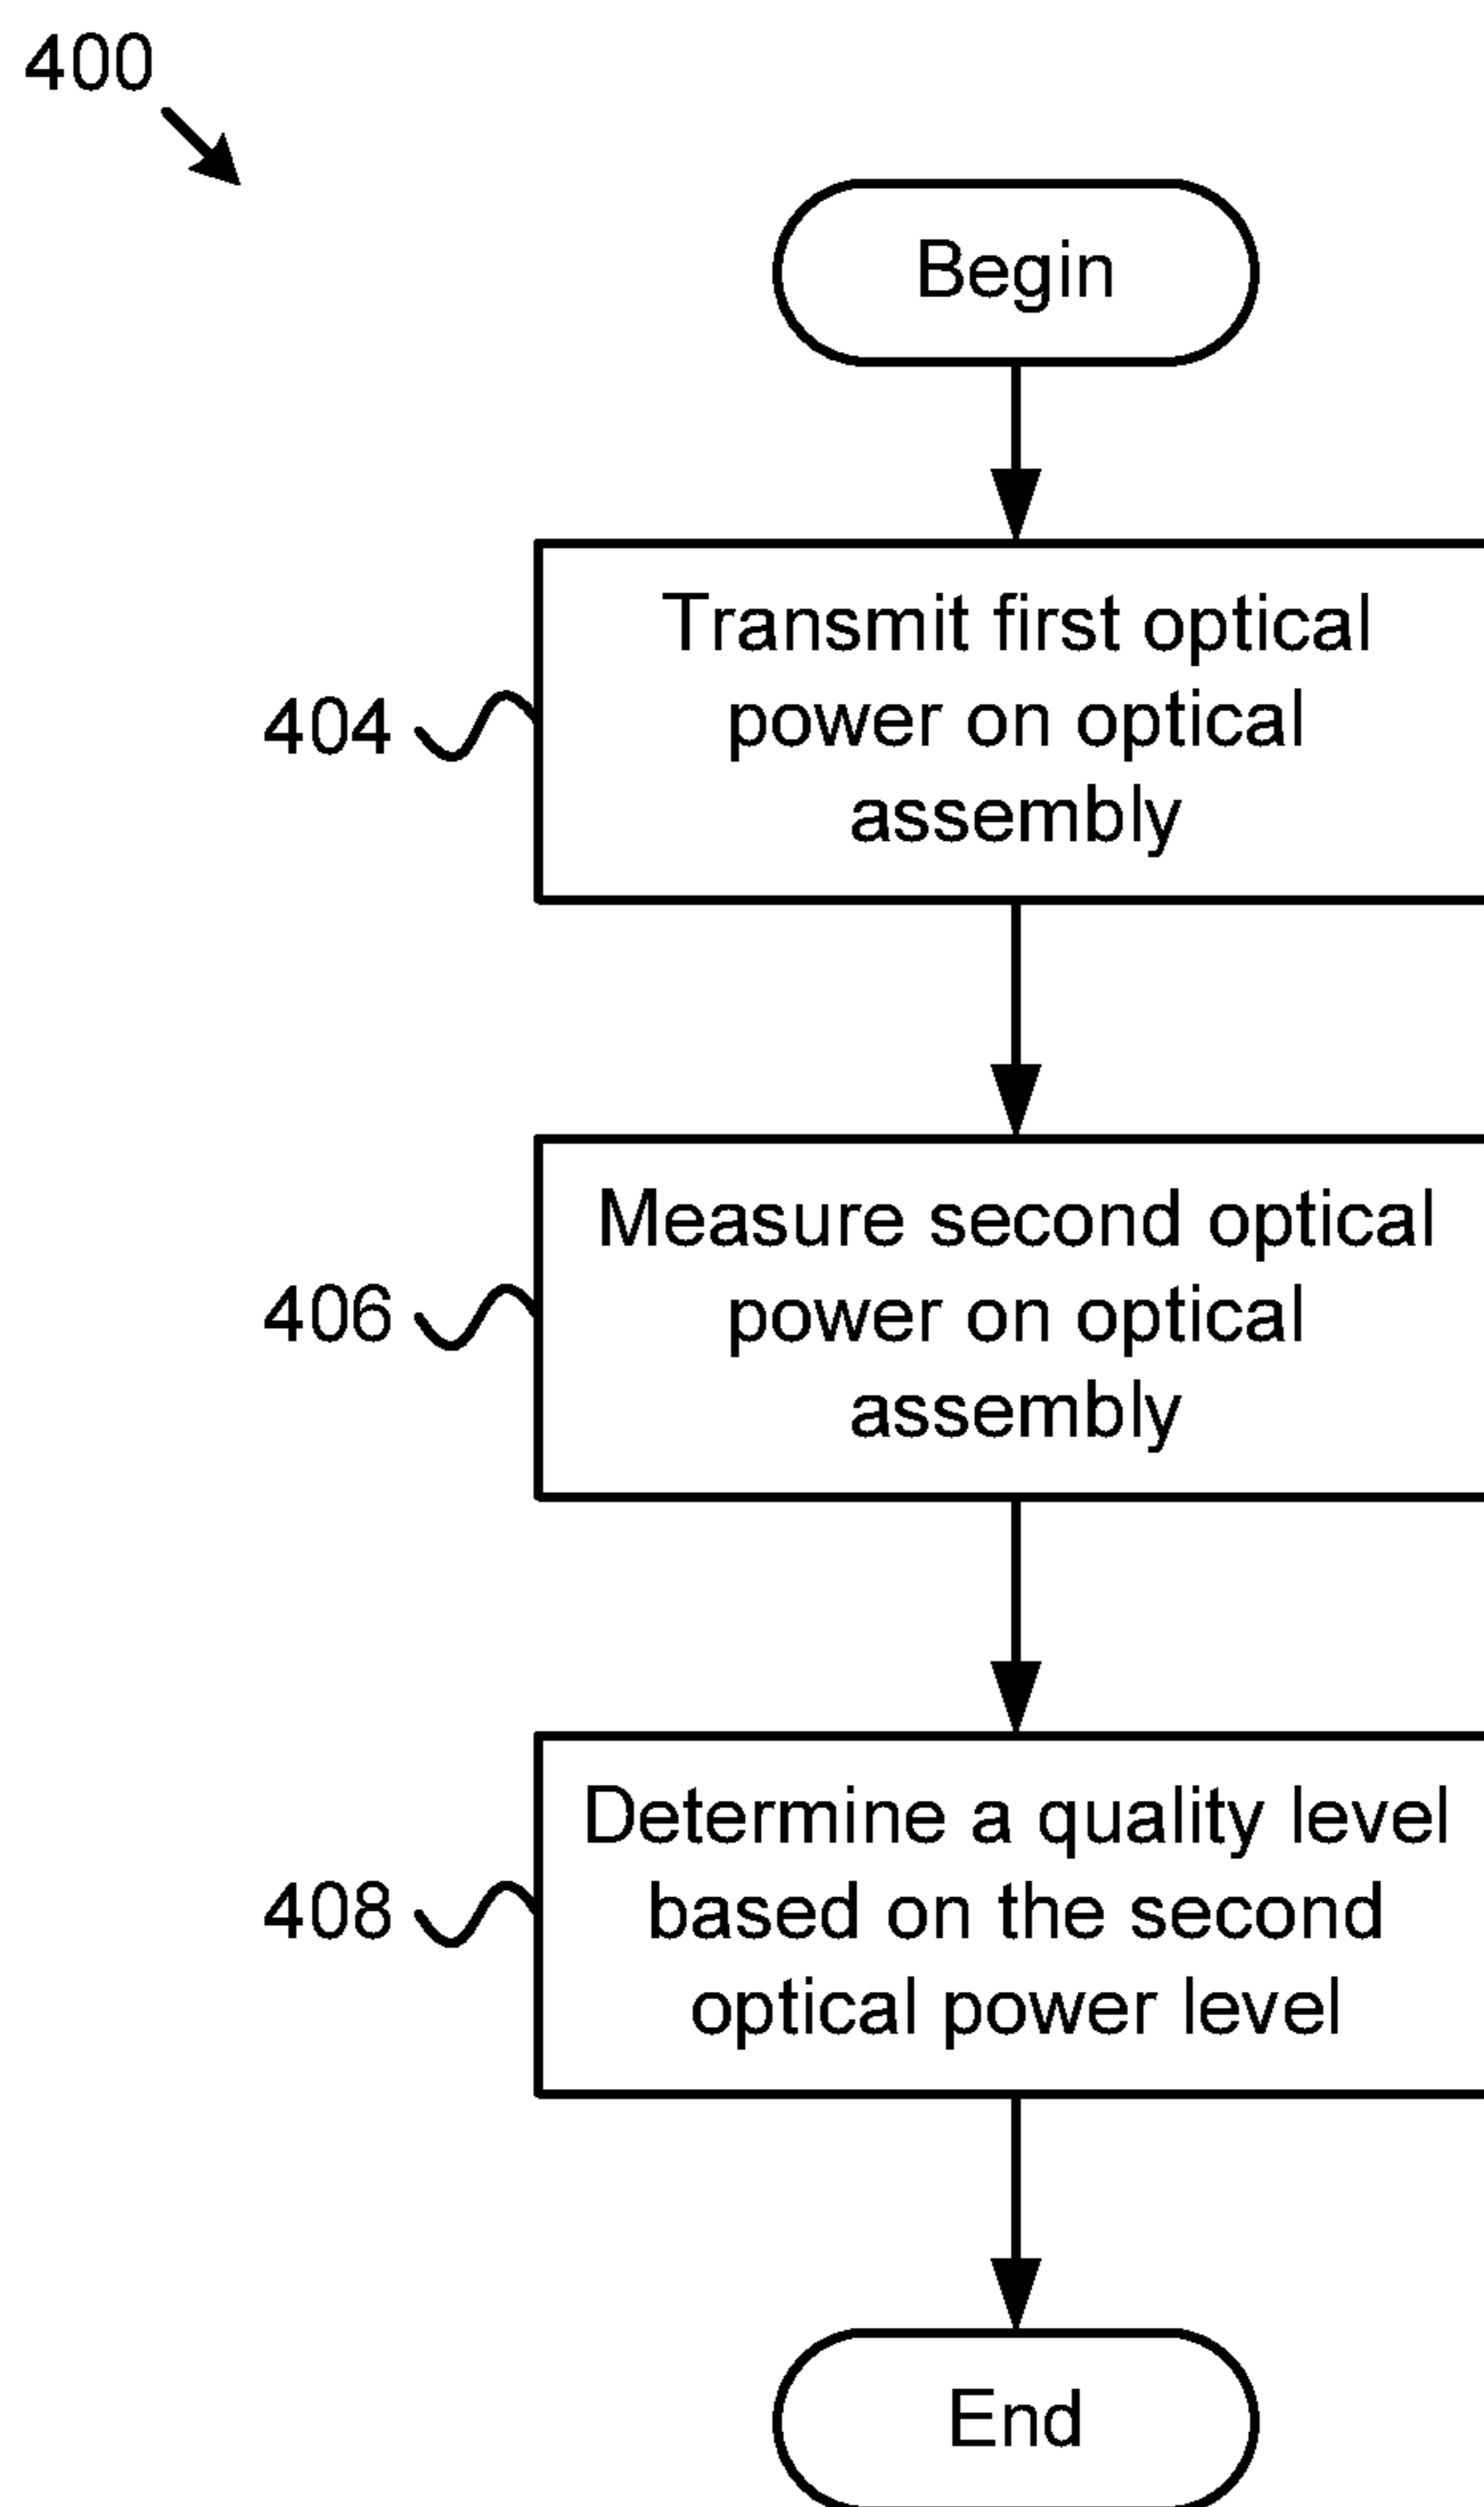 400
Begin
Transmit first optical
power on optical
assembly
404
Measure second optical
power on optical
assembly
406
Determine a quality level
based on the second
optical power level
408
End